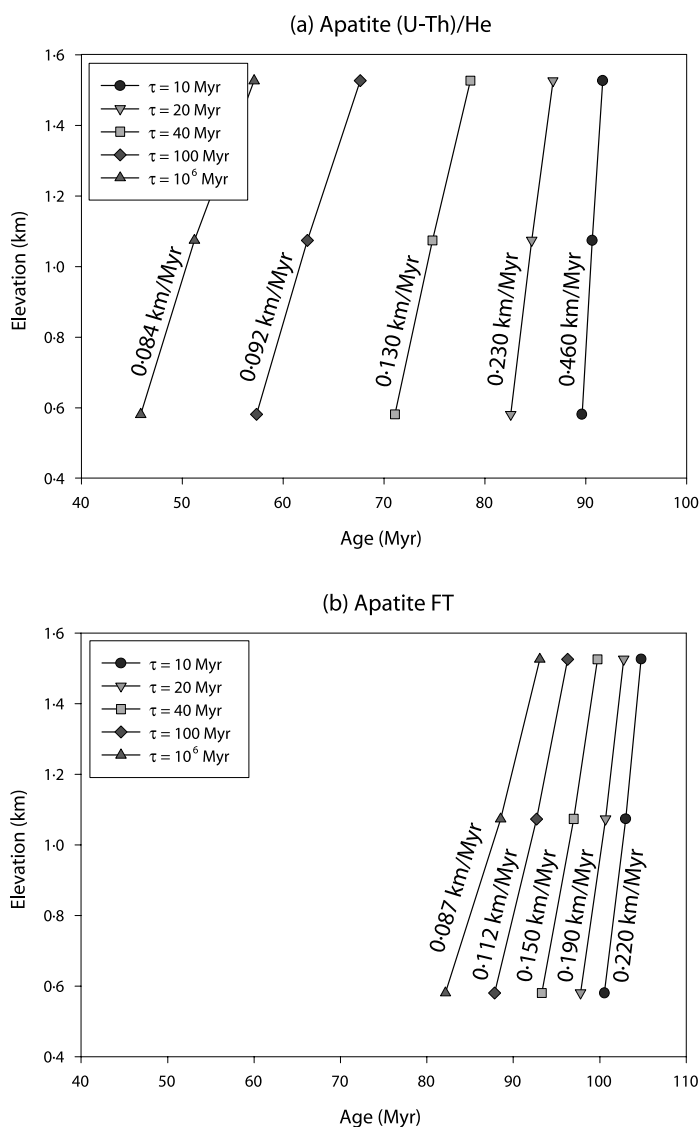 (a) Apatite (U-Th)/He
1·6
1·4
1·2
1·0
0·8
0·6
0·4
Elevation (km)
τ = 10 Myr
τ = 20 Myr
τ = 40 Myr
τ = 100 Myr
τ = 10⁶ Myr
0·084 km/Myr
0·092 km/Myr
0·130 km/Myr
0·230 km/Myr
0·460 km/Myr
40 50 60 70 80 90 100
Age (Myr)
(b) Apatite FT
1·6
1·4
1·2
1·0
0·8
0·6
0·4
Elevation (km)
τ = 10 Myr
τ = 20 Myr
τ = 40 Myr
τ = 100 Myr
τ = 10⁶ Myr
0·087 km/Myr
0·112 km/Myr
0·150 km/Myr
0·190 km/Myr
0·220 km/Myr
40 50 60 70 80 90 100 110
Age (Myr)